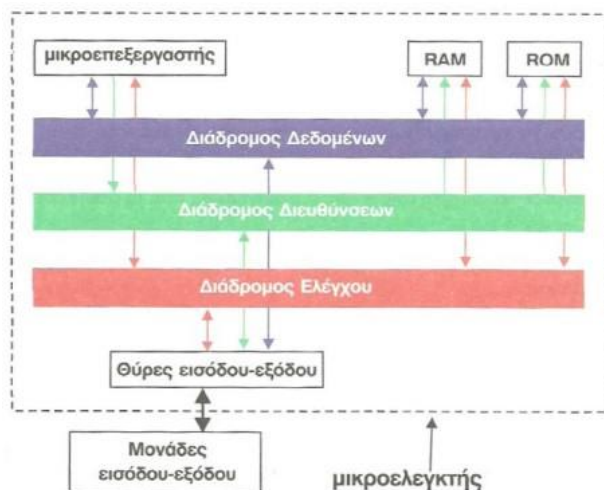 μικροεπεξεργαστής
RAM
ROM
Διάδρομος Δεδομένων
Διάδρομος Διευθύνσεων
Διάδρομος Ελέγχου
Θύρες εισόδου-εξόδου
Μονάδες
εισόδου-εξόδου
μικροελεγκτής